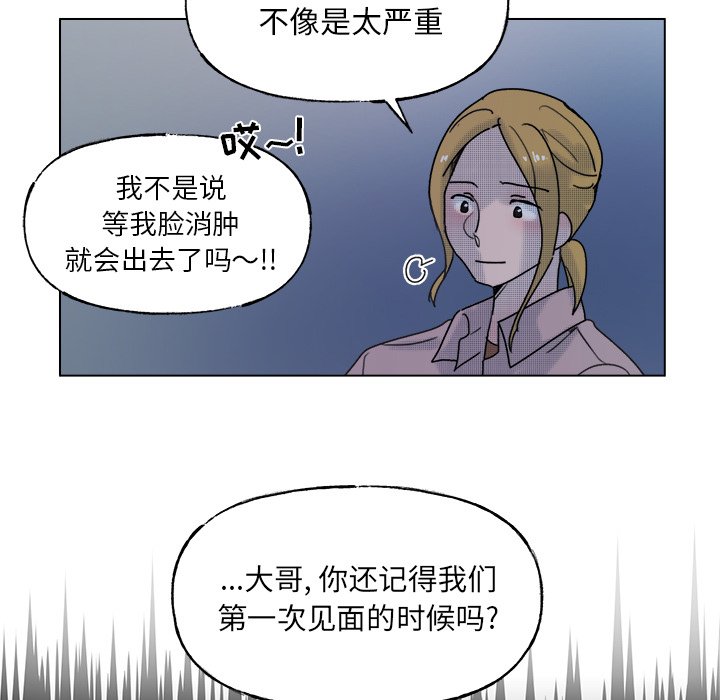 不像是太严重
哎～!
我不是说
等我脸消肿
就会出去了吗～!!
...大哥, 你还记得我们
第一次见面的时候吗?